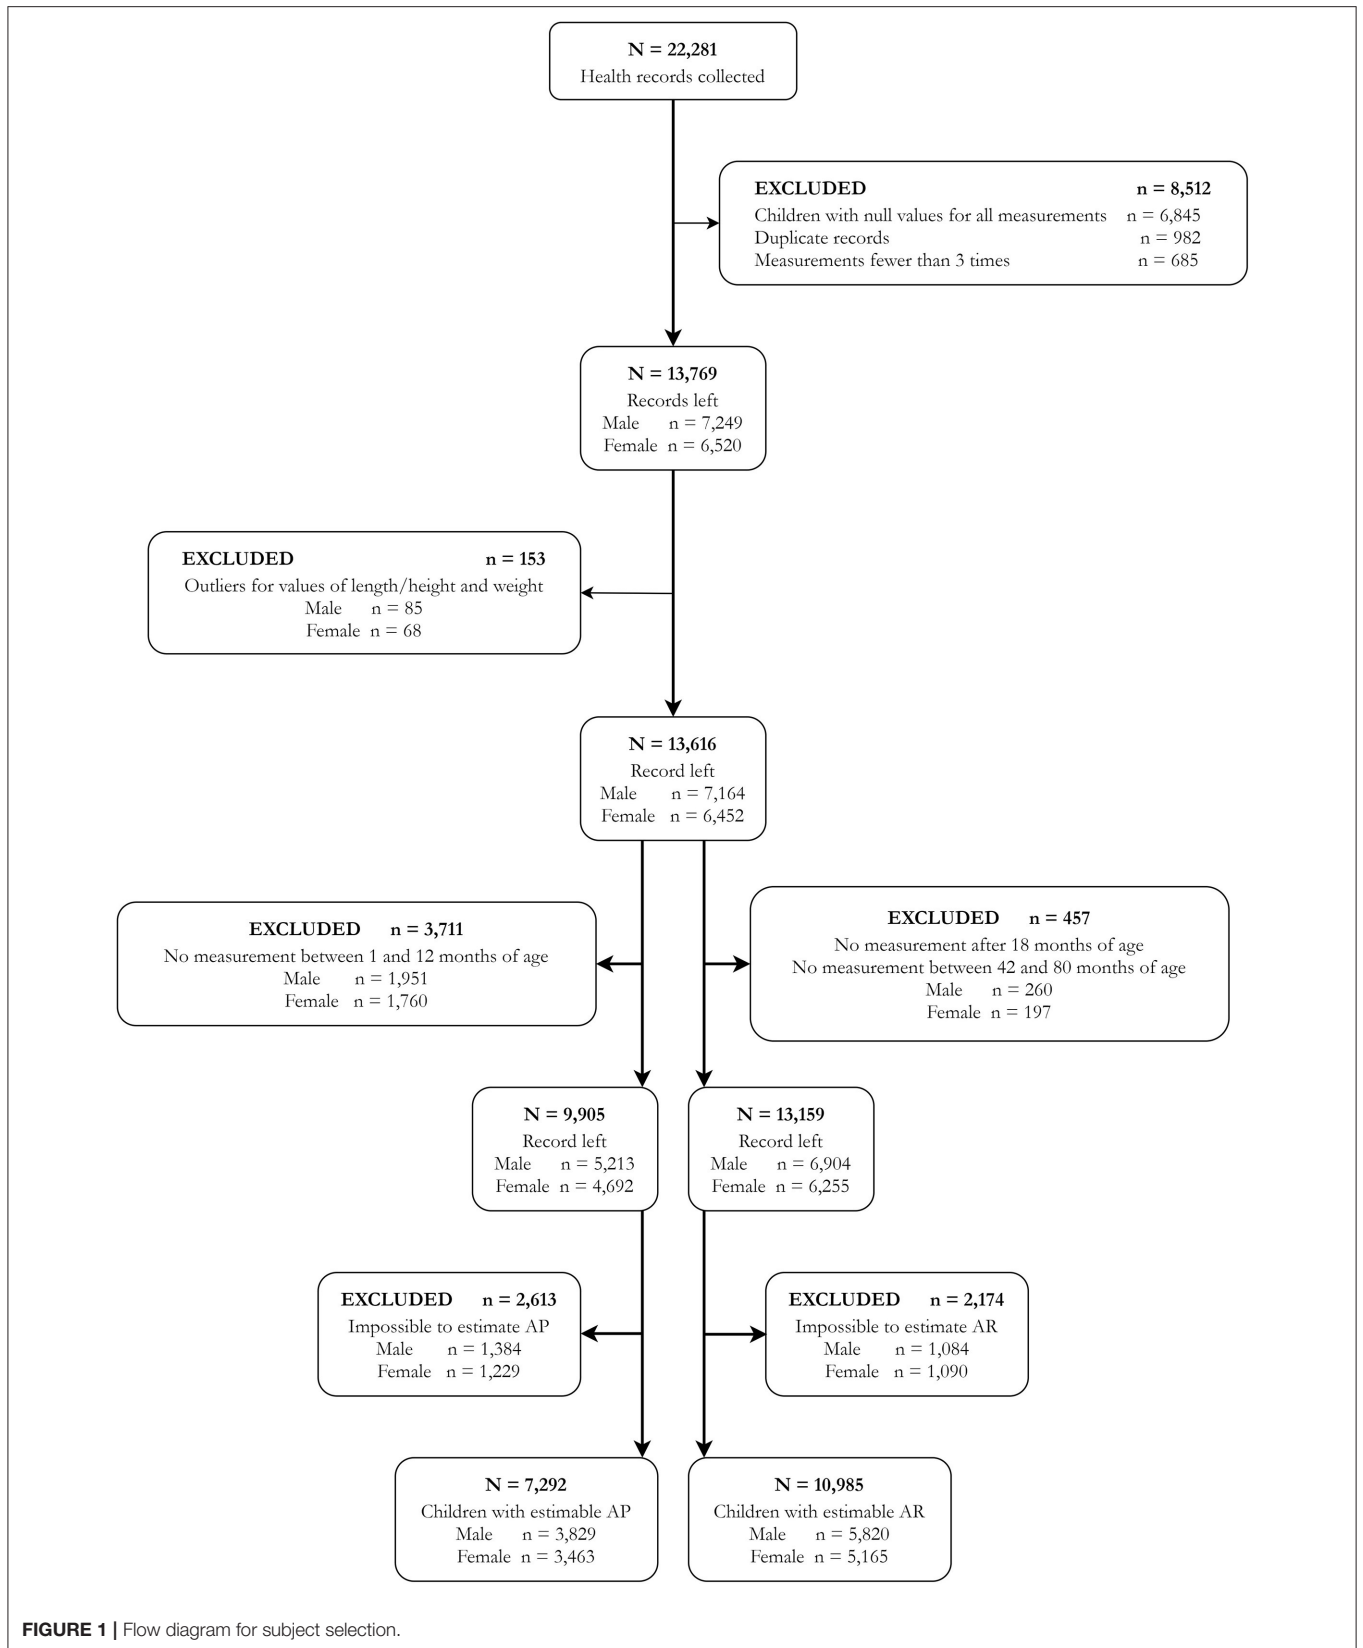 N = 22,281
Health records collected
EXCLUDED n = 8,512
Children with null values for all measurements n = 6,845
Duplicate records n = 982
Measurements fewer than 3 times n = 685
N = 13,769
Records left
Male n = 7,249
Female n = 6,520
EXCLUDED n = 153
Outliers for values of length/height and weight
Male n = 85
Female n = 68
N = 13,616
Record left
Male n = 7,164
Female n = 6,452
EXCLUDED n = 3,711
No measurement between 1 and 12 months of age
Male n = 1,951
Female n = 1,760
EXCLUDED n = 457
No measurement after 18 months of age
No measurement between 42 and 80 months of age
Male n = 260
Female n = 197
N = 9,905
Record left
Male n = 5,213
Female n = 4,692
N = 13,159
Record left
Male n = 6,904
Female n = 6,255
EXCLUDED n = 2,613
Impossible to estimate AP
Male n = 1,384
Female n = 1,229
EXCLUDED n = 2,174
Impossible to estimate AR
Male n = 1,084
Female n = 1,090
N = 7,292
Children with estimable AP
Male n = 3,829
Female n = 3,463
N = 10,985
Children with estimable AR
Male n = 5,820
Female n = 5,165
FIGURE 1 | Flow diagram for subject selection.